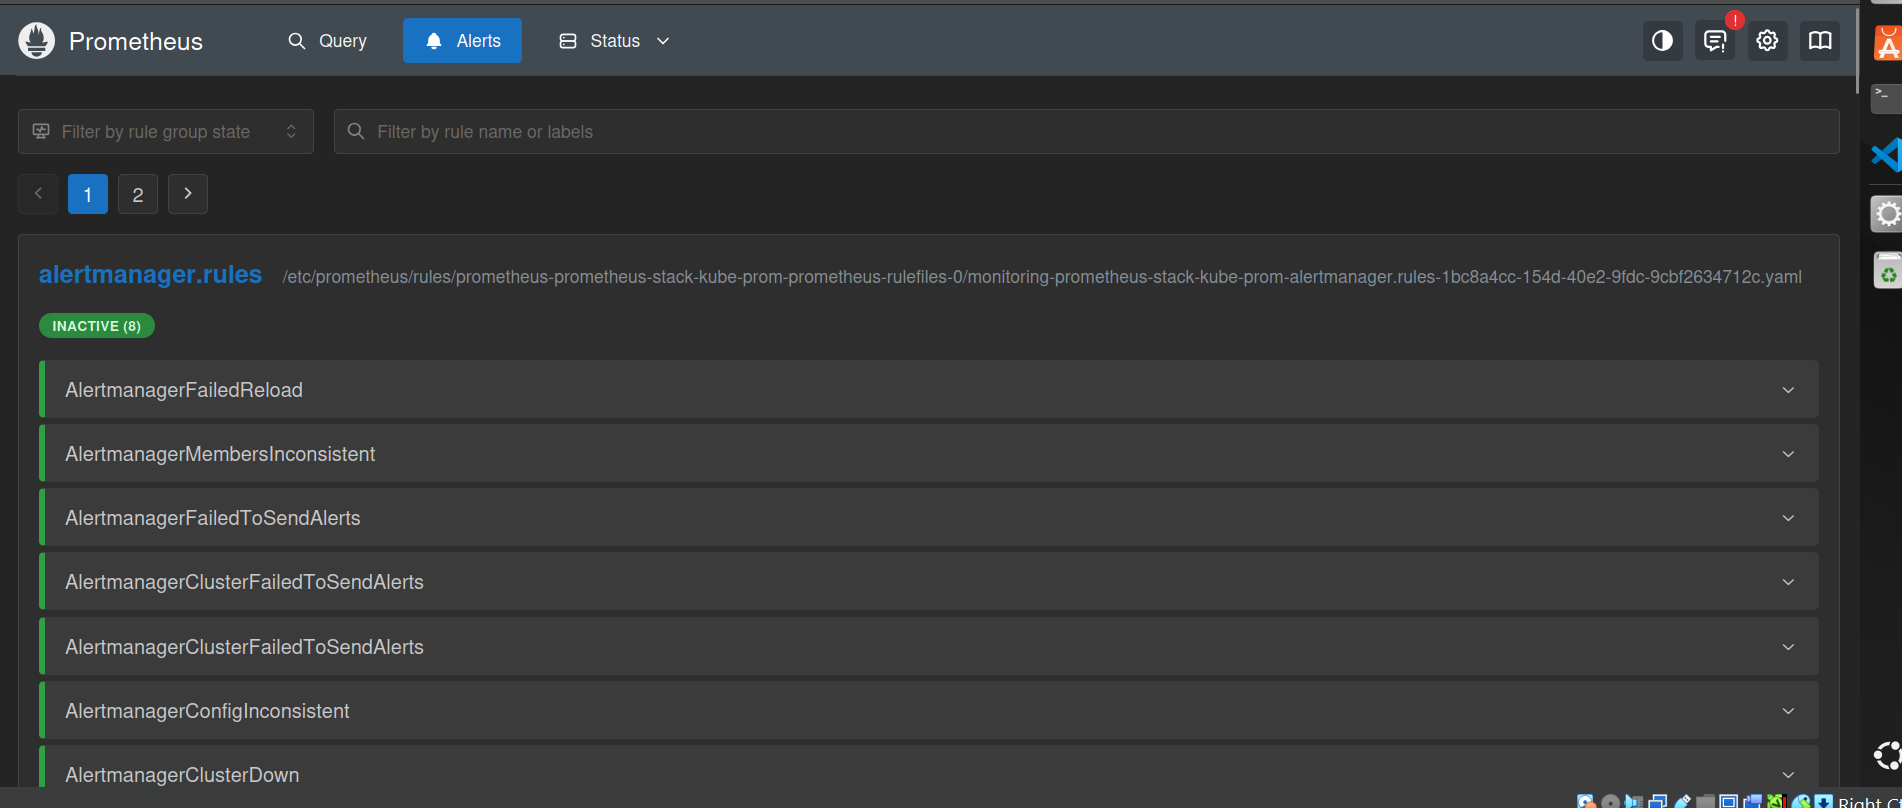 Prometheus Query Alerts Status
!
Filter by rule group state Filter by rule name or labels
1 2
alertmanager.rules /etc/prometheus/rules/prometheus-prometheus-stack-kube-prom-prometheus-rulefiles-0/monitoring-prometheus-stack-kube-prom-alertmanager.rules-1bc8a4cc-154d-40e2-9fdc-9cbf2634712c.yaml
INACTIVE (8)
AlertmanagerFailedReload
AlertmanagerMembersInconsistent
AlertmanagerFailedToSendAlerts
AlertmanagerClusterFailedToSendAlerts
AlertmanagerClusterFailedToSendAlerts
AlertmanagerConfigInconsistent
AlertmanagerClusterDown
Right